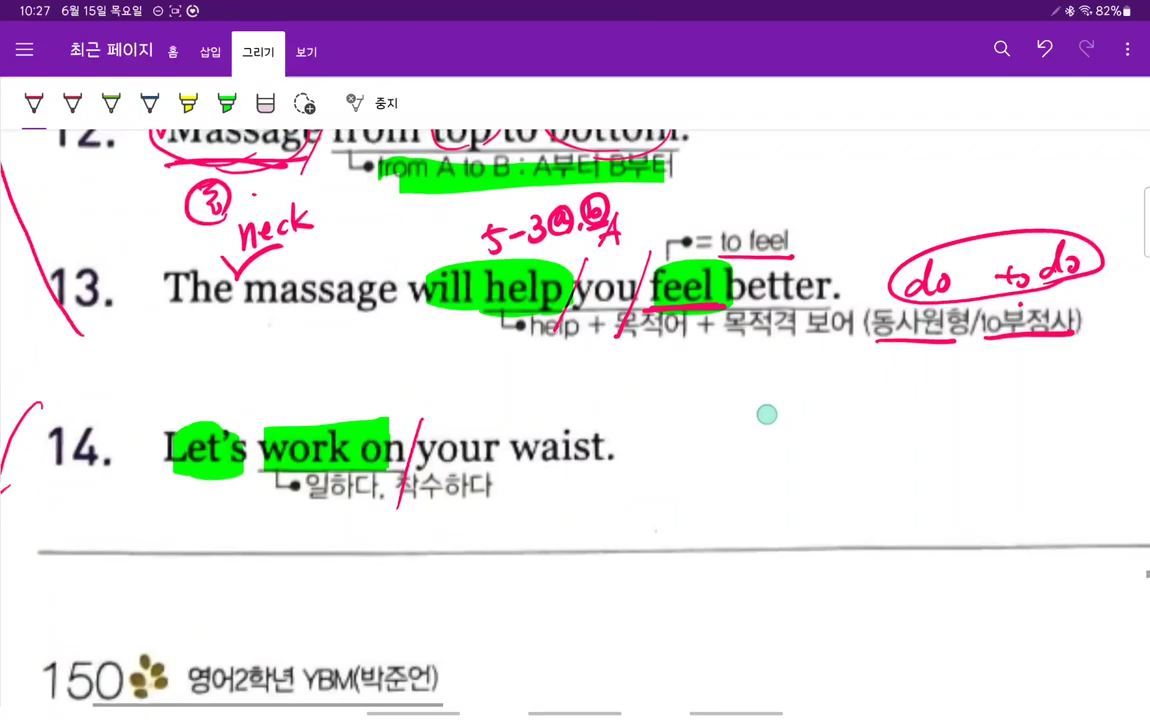 10:27 6월 15일 목요일 82%
최근 페이지 홈 삽입 그리기 보기
중지
12. Massage from top to bottom.
from A to B : A부터 B부터
neck
5-3 ⓐ, ⓑ A
= to feel
do to do
13. The massage will help you feel better.
help + 목적어 + 목적격 보어 (동사원형/to부정사)
14. Let's work on your waist.
일하다, 착수하다
150 영어2학년 YBM(박준언)